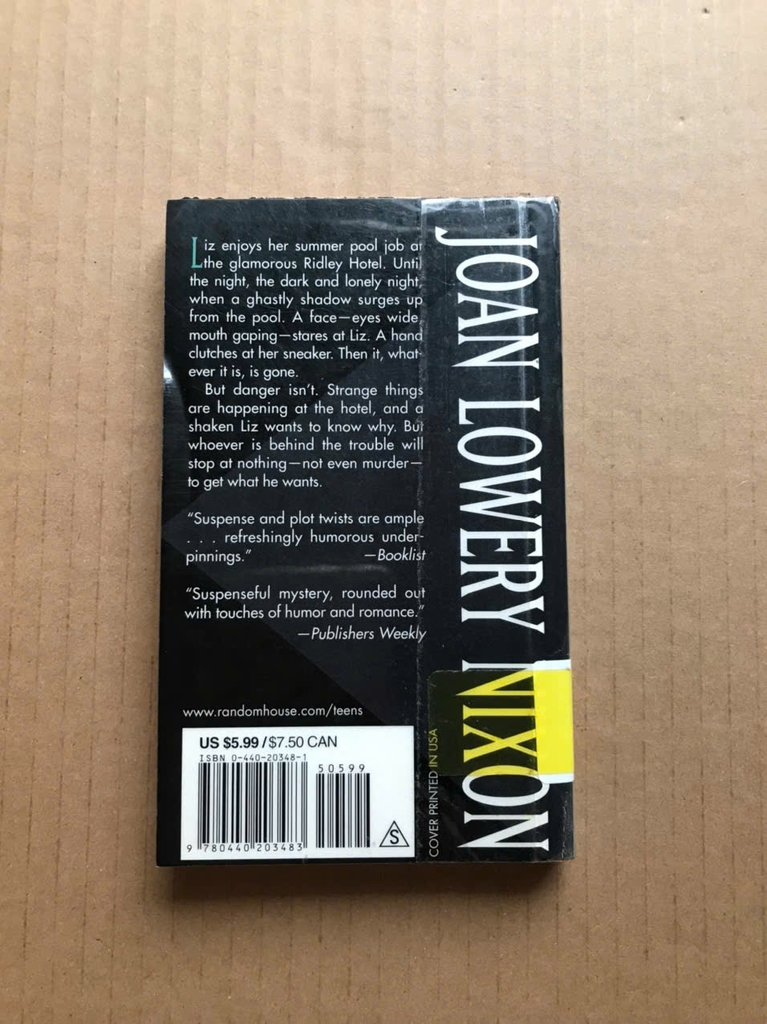 Liz enjoys her summer pool job at
the glamorous Ridley Hotel. Until
the night, the dark and lonely night,
when a ghastly shadow surges up
from the pool. A face—eyes wide,
mouth gaping—stares at Liz. A hand
clutches at her sneaker. Then it, what-
ever it is, is gone.
But danger isn't. Strange things
are happening at the hotel, and a
shaken Liz wants to know why. But
whoever is behind the trouble will
stop at nothing—not even murder—
to get what he wants.
"Suspense and plot twists are ample
. . . refreshingly humorous under-
pinnings." —Booklist
"Suspenseful mystery, rounded out
with touches of humor and romance."
—Publishers Weekly
www.randomhouse.com/teens
US $5.99 / $7.50 CAN
ISBN 0-440-20348-1
50599
9 780440 203483
S
COVER PRINTED IN USA
JOAN LOWERY NIXON